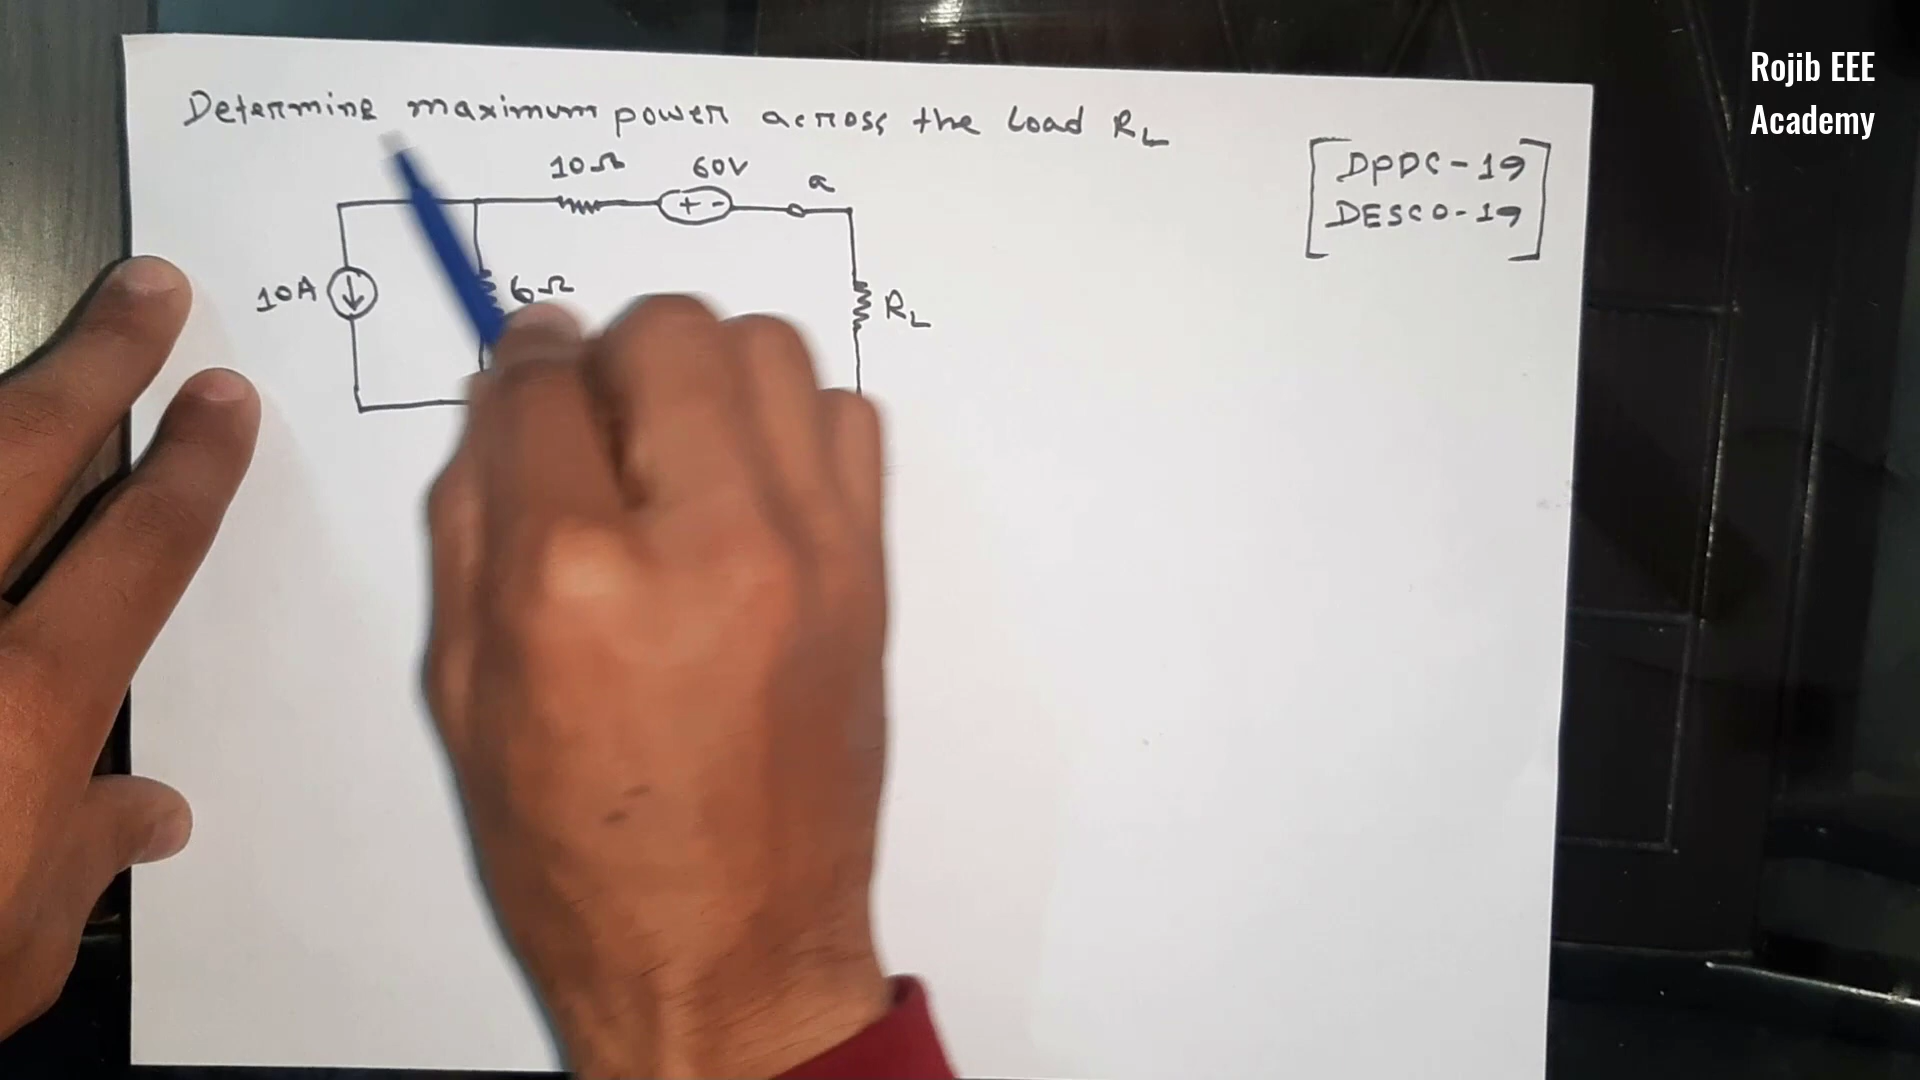 Determine maximum power across the Load RL
[DPDC-19
DESCO-19]
10Ω 60V a
+ -
10A 6Ω RL
Rojib EEE
Academy